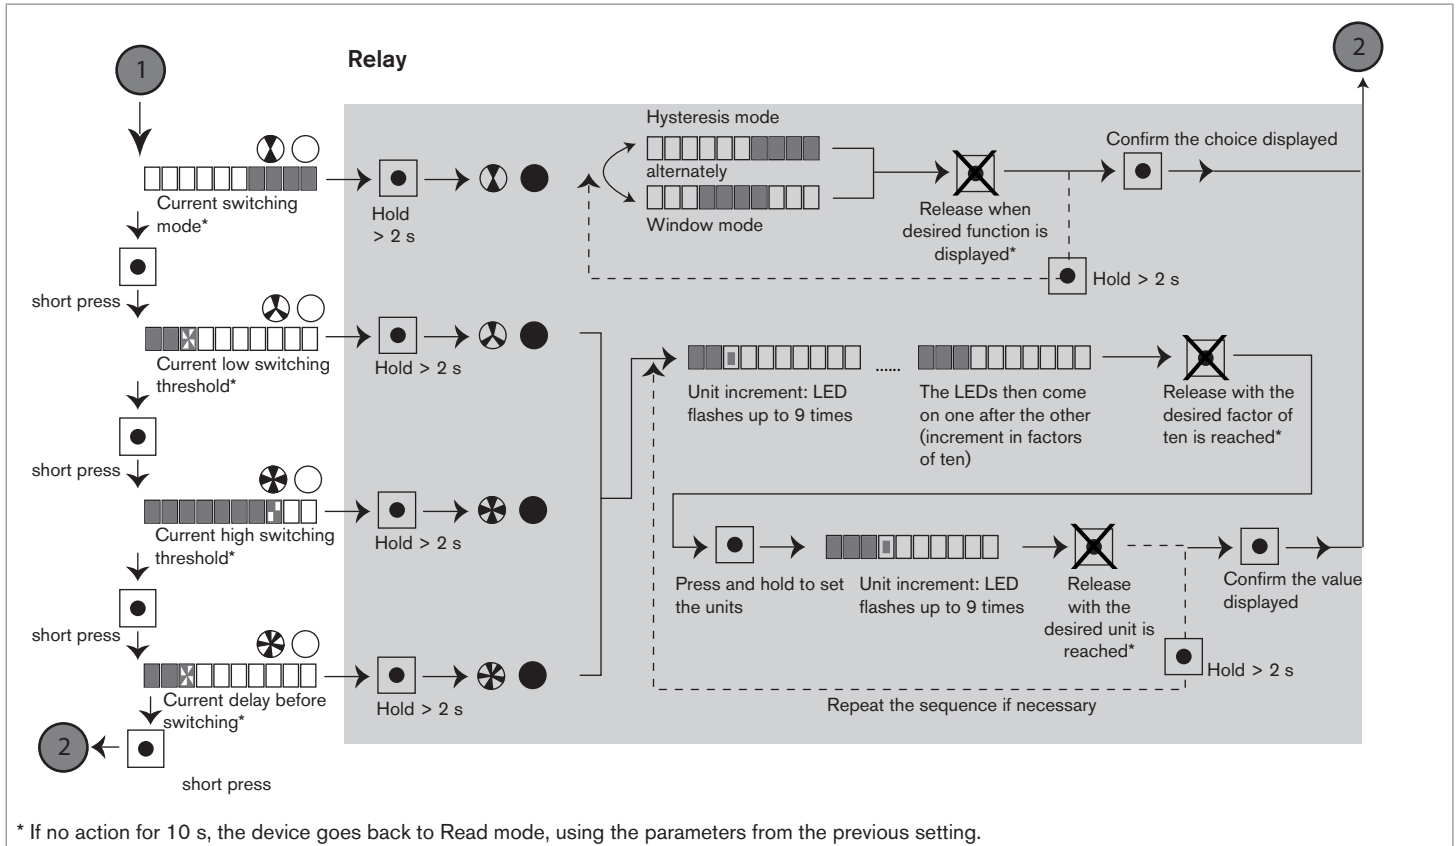 Relay
1
2
Hysteresis mode
alternately
Window mode
Confirm the choice displayed
Current switching
mode*
Hold
> 2 s
Release when
desired function is
displayed*
Hold > 2 s
short press
Current low switching
threshold*
Hold > 2 s
Unit increment: LED
flashes up to 9 times
......
The LEDs then come
on one after the other
(increment in factors
of ten)
Release with the
desired factor of
ten is reached*
short press
Current high switching
threshold*
Hold > 2 s
Press and hold to set
the units
Unit increment: LED
flashes up to 9 times
Release
with the
desired unit is
reached*
Confirm the value
displayed
short press
Hold > 2 s
Current delay before
switching*
Hold > 2 s
Repeat the sequence if necessary
2
short press
* If no action for 10 s, the device goes back to Read mode, using the parameters from the previous setting.